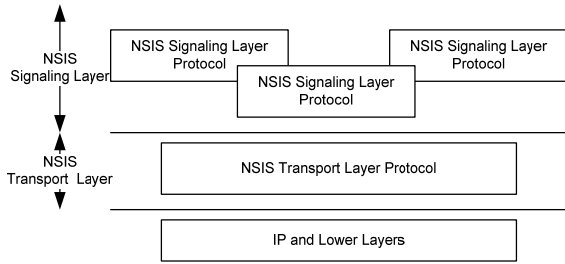 NSIS
Signaling Layer
NSIS Signaling Layer
Protocol
NSIS Signaling Layer
Protocol
NSIS Signaling Layer
Protocol
NSIS
Transport Layer
NSIS Transport Layer Protocol
IP and Lower Layers